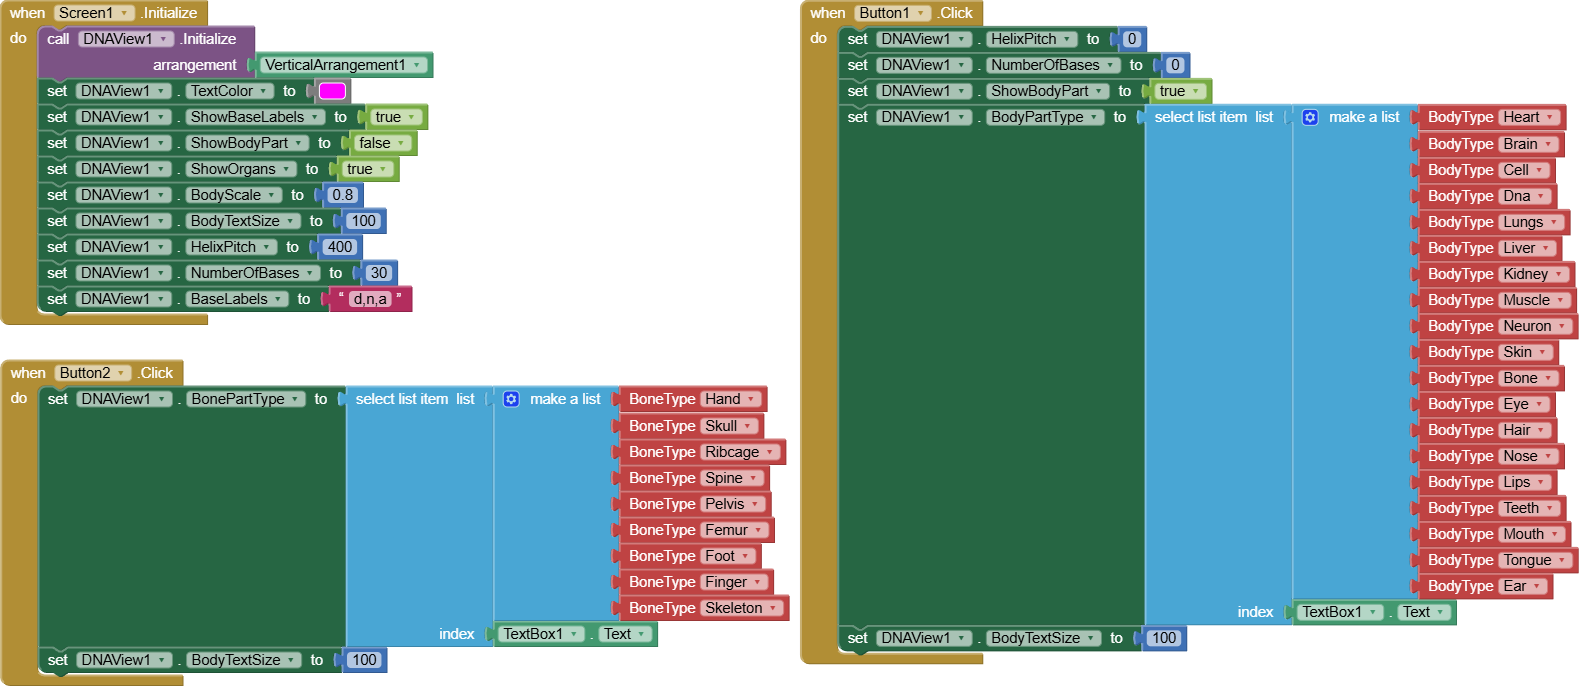 when Screen1 .Initialize
do call DNAView1 .Initialize
arrangement VerticalArrangement1
set DNAView1 . TextColor to
set DNAView1 . ShowBaseLabels to true
set DNAView1 . ShowBodyPart to false
set DNAView1 . ShowOrgans to true
set DNAView1 . BodyScale to 0.8
set DNAView1 . BodyTextSize to 100
set DNAView1 . HelixPitch to 400
set DNAView1 . NumberOfBases to 30
set DNAView1 . BaseLabels to “ d,n,a ”
when Button2 .Click
do set DNAView1 . BonePartType to select list item list make a list BoneType Hand
BoneType Skull
BoneType Ribcage
BoneType Spine
BoneType Pelvis
BoneType Femur
BoneType Foot
BoneType Finger
BoneType Skeleton
index TextBox1 . Text
set DNAView1 . BodyTextSize to 100
when Button1 .Click
do set DNAView1 . HelixPitch to 0
set DNAView1 . NumberOfBases to 0
set DNAView1 . ShowBodyPart to true
set DNAView1 . BodyPartType to select list item list make a list BodyType Heart
BodyType Brain
BodyType Cell
BodyType Dna
BodyType Lungs
BodyType Liver
BodyType Kidney
BodyType Muscle
BodyType Neuron
BodyType Skin
BodyType Bone
BodyType Eye
BodyType Hair
BodyType Nose
BodyType Lips
BodyType Teeth
BodyType Mouth
BodyType Tongue
BodyType Ear
index TextBox1 . Text
set DNAView1 . BodyTextSize to 100